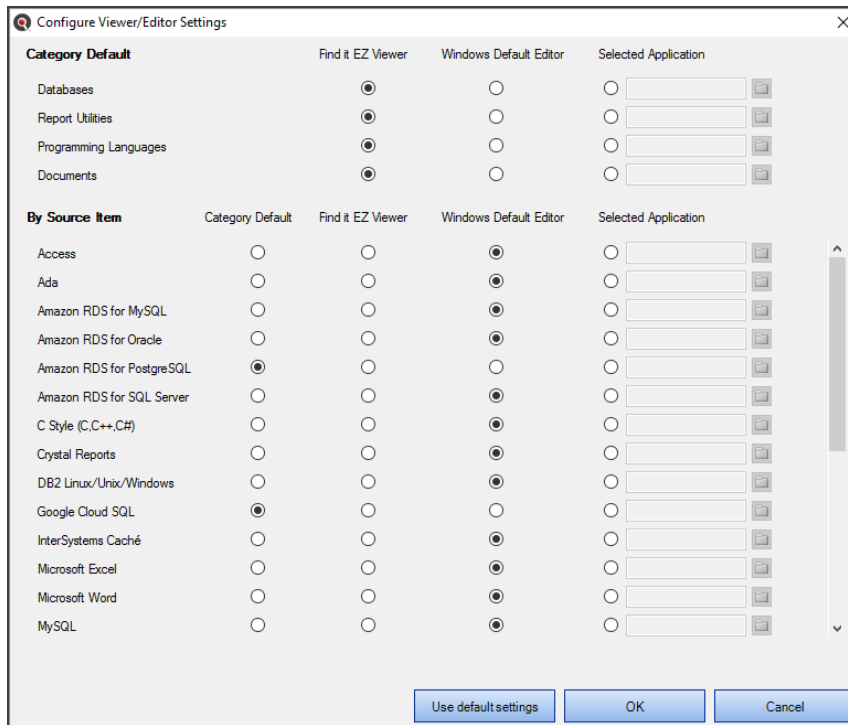 Configure Viewer/Editor Settings
Category Default Find it EZ Viewer Windows Default Editor Selected Application
Databases
Report Utilities
Programming Languages
Documents
By Source Item Category Default Find it EZ Viewer Windows Default Editor Selected Application
Access
Ada
Amazon RDS for MySQL
Amazon RDS for Oracle
Amazon RDS for PostgreSQL
Amazon RDS for SQL Server
C Style (C,C++,C#)
Crystal Reports
DB2 Linux/Unix/Windows
Google Cloud SQL
InterSystems Caché
Microsoft Excel
Microsoft Word
MySQL
Use default settings OK Cancel